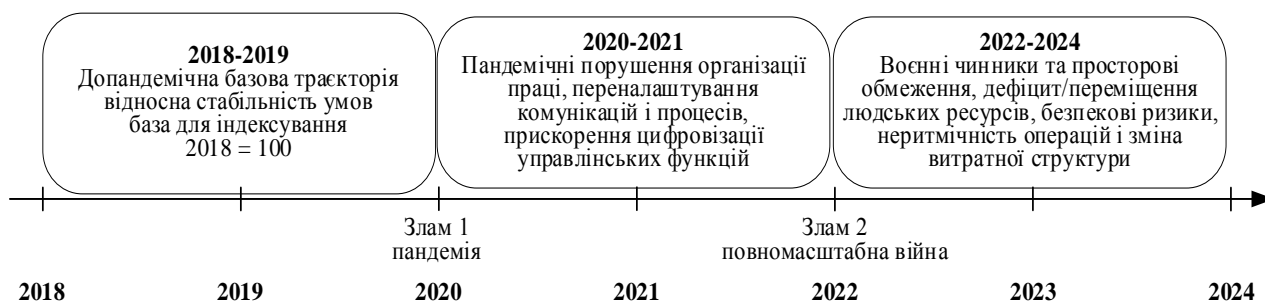 2018-2019
Допандемічна базова траєкторія
відносна стабільність умов
база для індексування
2018 = 100
2020-2021
Пандемічні порушення організації
праці, переналаштування
комунікацій і процесів,
прискорення цифровізації
управлінських функцій
2022-2024
Воєнні чинники та просторові
обмеження, дефіцит/переміщення
людських ресурсів, безпекові ризики,
неритмічність операцій і зміна
витратної структури
Злам 1
пандемія
Злам 2
повномасштабна війна
2018 2019 2020 2021 2022 2023 2024